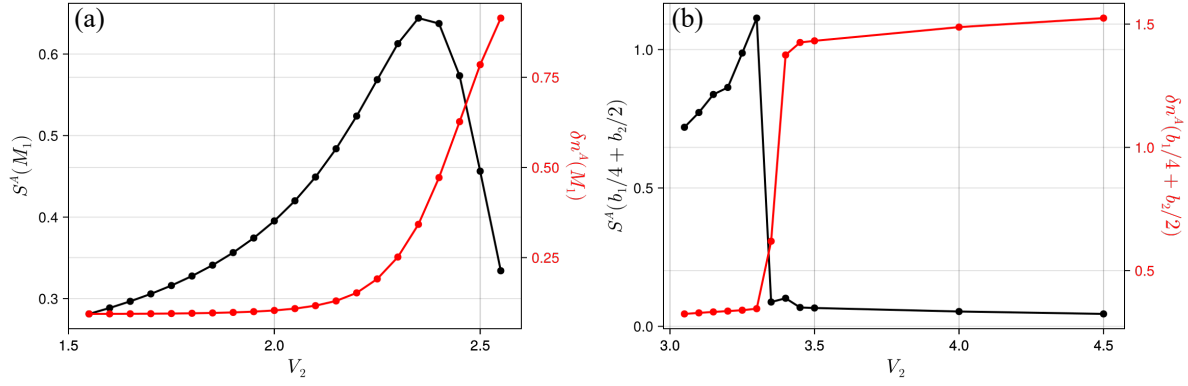 (a)
0.6
0.5
0.4
0.3
S^A(M_1)
0.75
0.50
0.25
δn^A(M_1)
1.5 2.0 2.5
V_2
(b)
1.0
0.5
0.0
S^A(b_1/4 + b_2/2)
1.5
1.0
0.5
δn^A(b_1/4 + b_2/2)
3.0 3.5 4.0 4.5
V_2